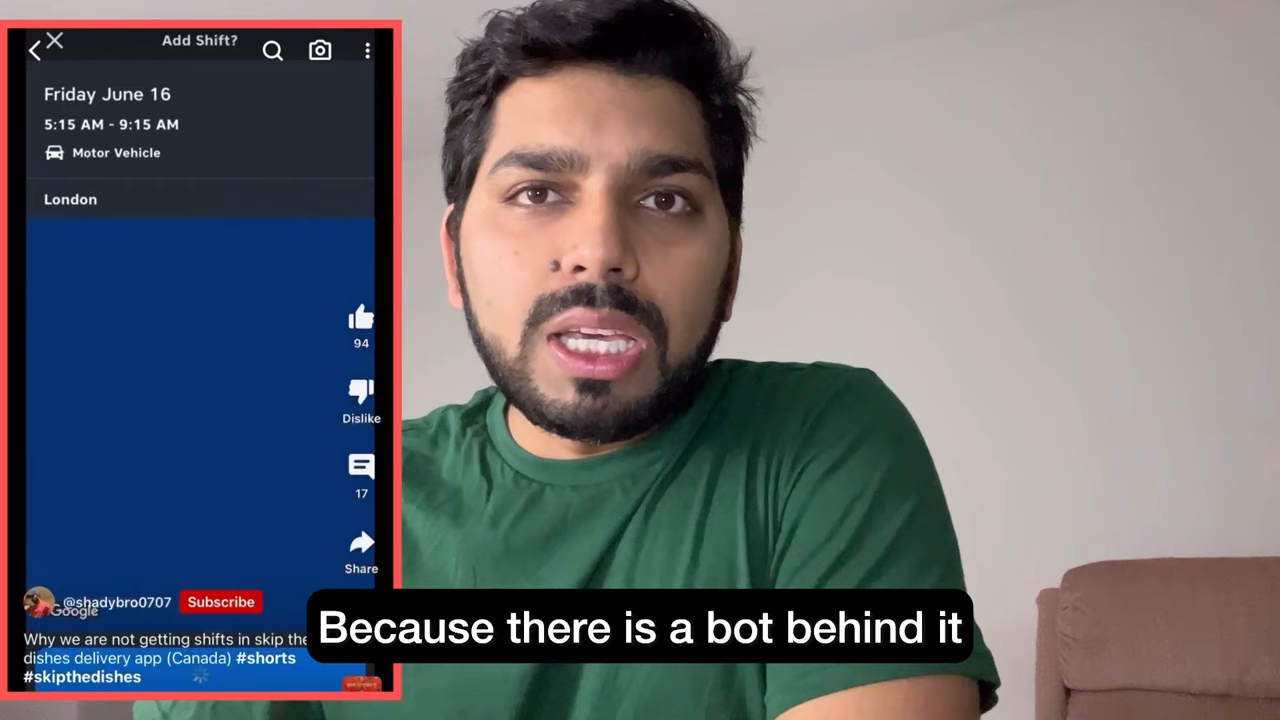 Add Shift?
Friday June 16
5:15 AM - 9:15 AM
Motor Vehicle
London
94
Dislike
17
Share
@shadybro0707 Subscribe
Google
Why we are not getting shifts in skip the
dishes delivery app (Canada) #shorts
#skipthedishes
Because there is a bot behind it